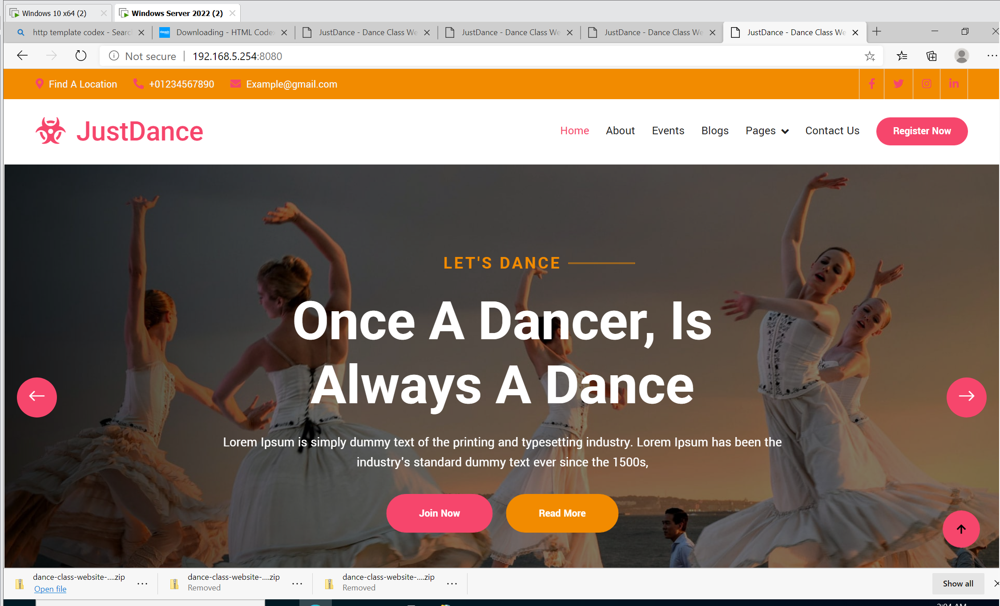 Windows 10 x64 (2)
Windows Server 2022 (2)
http template codex - Searc
Downloading - HTML Codex
JustDance - Dance Class We
JustDance - Dance Class We
JustDance - Dance Class We
JustDance - Dance Class We
Not secure
192.168.5.254:8080
Find A Location
+01234567890
Example@gmail.com
JustDance
Home
About
Events
Blogs
Pages
Contact Us
Register Now
LET'S DANCE
Once A Dancer, Is
Always A Dance
Lorem Ipsum is simply dummy text of the printing and typesetting industry. Lorem Ipsum has been the
industry's standard dummy text ever since the 1500s,
Join Now
Read More
dance-class-website-....zip
Open file
dance-class-website-....zip
Removed
dance-class-website-....zip
Removed
Show all